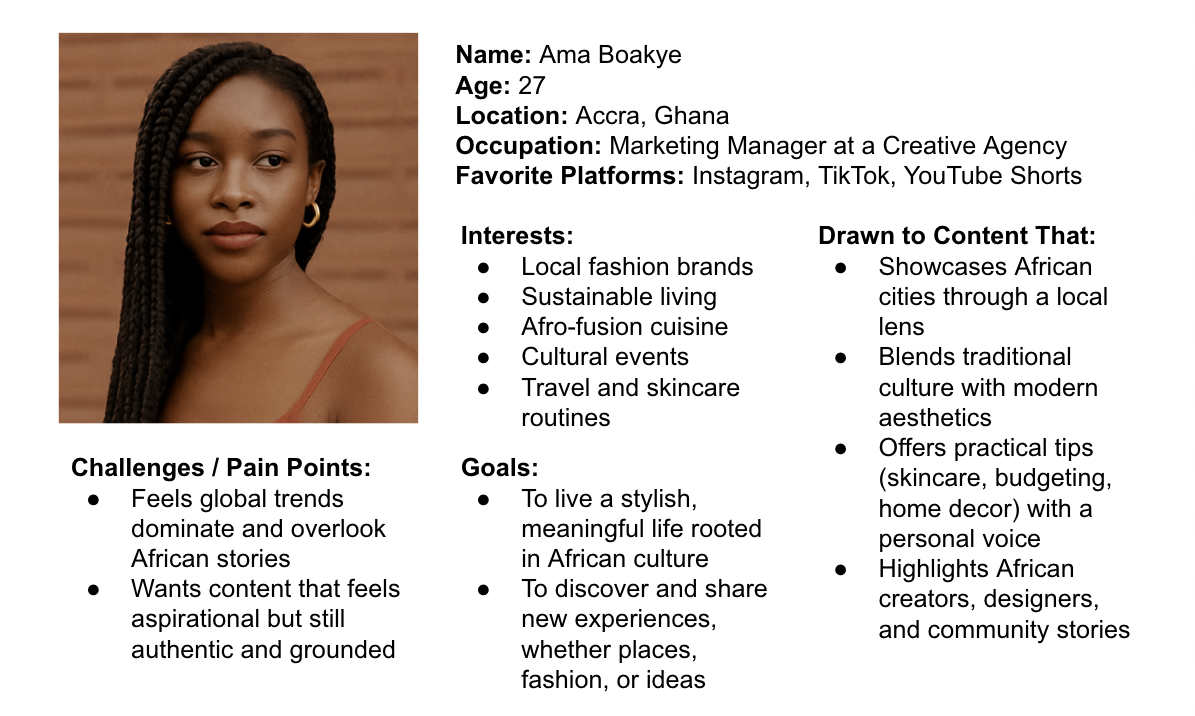 Name: Ama Boakye
Age: 27
Location: Accra, Ghana
Occupation: Marketing Manager at a Creative Agency
Favorite Platforms: Instagram, TikTok, YouTube Shorts
Interests:
● Local fashion brands
● Sustainable living
● Afro-fusion cuisine
● Cultural events
● Travel and skincare
routines
Drawn to Content That:
● Showcases African
cities through a local
lens
● Blends traditional
culture with modern
aesthetics
● Offers practical tips
(skincare, budgeting,
home decor) with a
personal voice
● Highlights African
creators, designers,
and community stories
Challenges / Pain Points:
● Feels global trends
dominate and overlook
African stories
● Wants content that feels
aspirational but still
authentic and grounded
Goals:
● To live a stylish,
meaningful life rooted
in African culture
● To discover and share
new experiences,
whether places,
fashion, or ideas